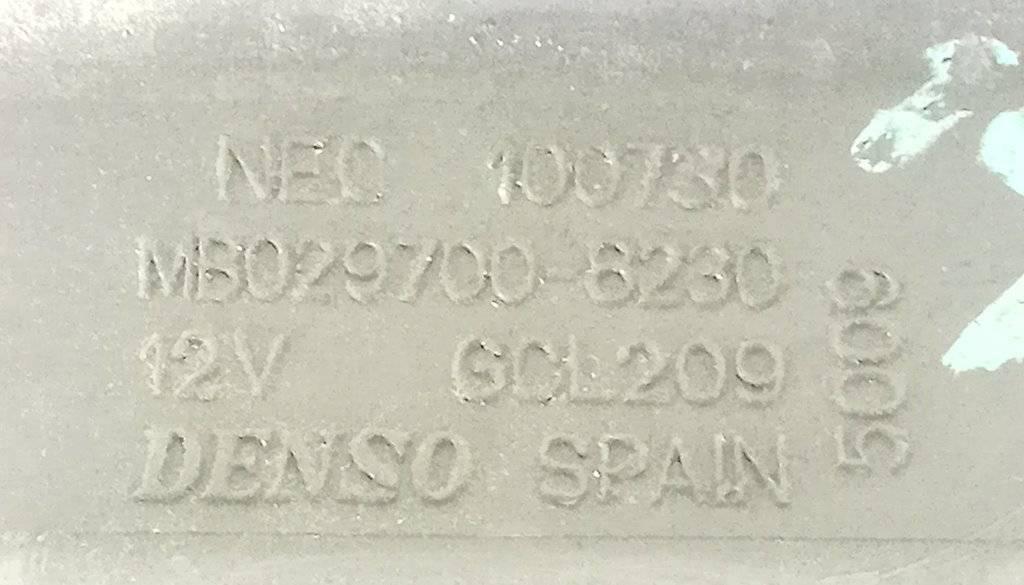 NEC 100730
MB029700-8230
12V GCL209
DENSO SPAIN
5009